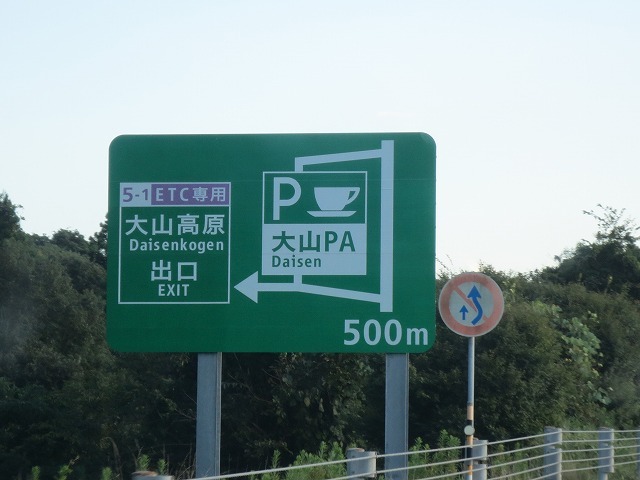 5-1 ETC専用
大山高原
Daisenkogen
出口
EXIT
P
大山PA
Daisen
500m